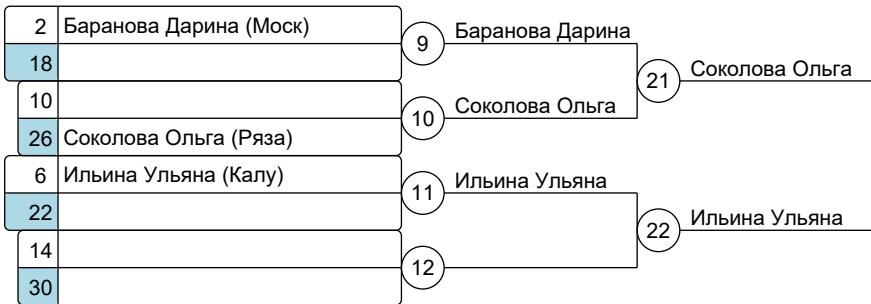 2 Баранова Дарина (Моск)
9 Баранова Дарина
18
21 Соколова Ольга
10
10 Соколова Ольга
26 Соколова Ольга (Ряза)
6 Ильина Ульяна (Калу)
11 Ильина Ульяна
22
22 Ильина Ульяна
14
12
30